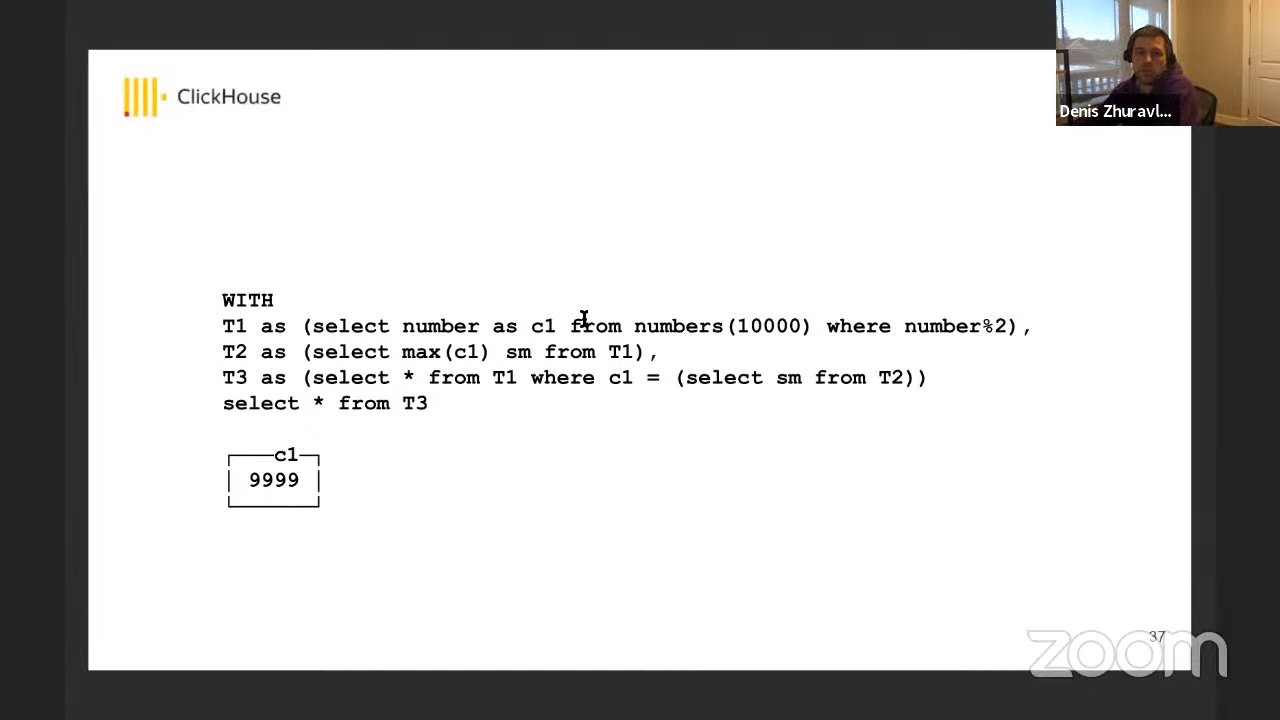 ClickHouse
Denis Zhuravl...
WITH
T1 as (select number as c1 from numbers(10000) where number%2),
T2 as (select max(c1) sm from T1),
T3 as (select * from T1 where c1 = (select sm from T2))
select * from T3
c1
9999
37
zoom